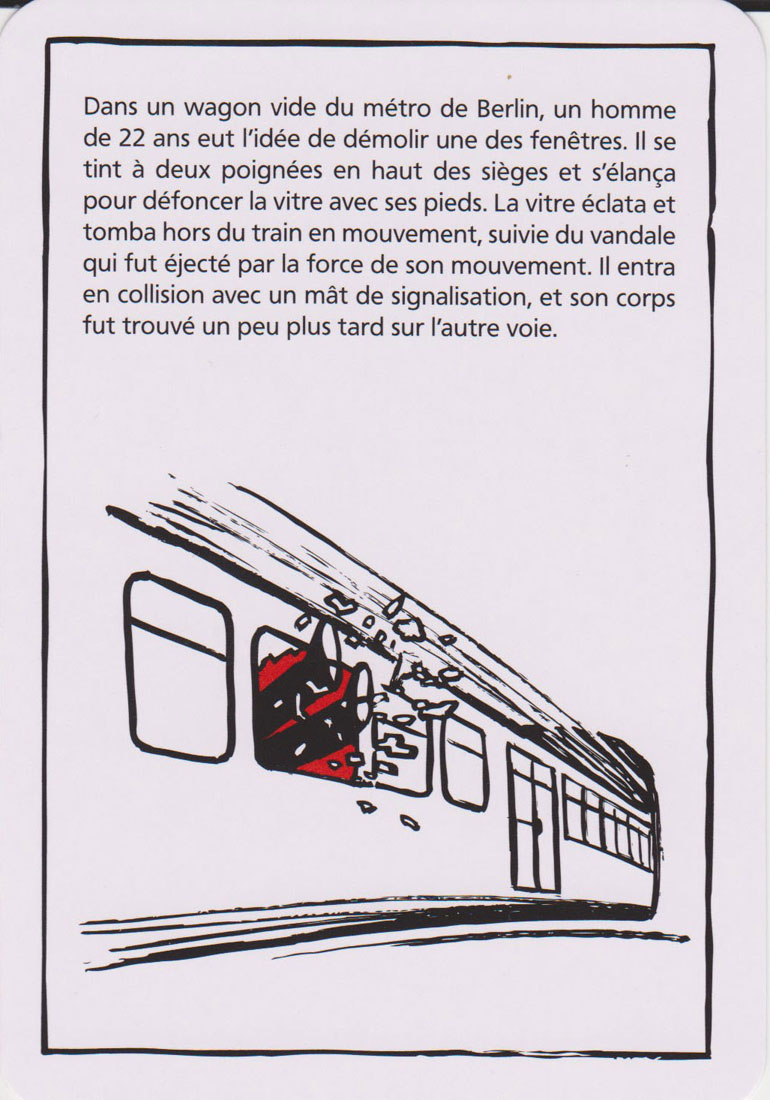 Dans un wagon vide du métro de Berlin, un homme
de 22 ans eut l'idée de démolir une des fenêtres. Il se
tint à deux poignées en haut des sièges et s'élança
pour défoncer la vitre avec ses pieds. La vitre éclata et
tomba hors du train en mouvement, suivie du vandale
qui fut éjecté par la force de son mouvement. Il entra
en collision avec un mât de signalisation, et son corps
fut trouvé un peu plus tard sur l'autre voie.